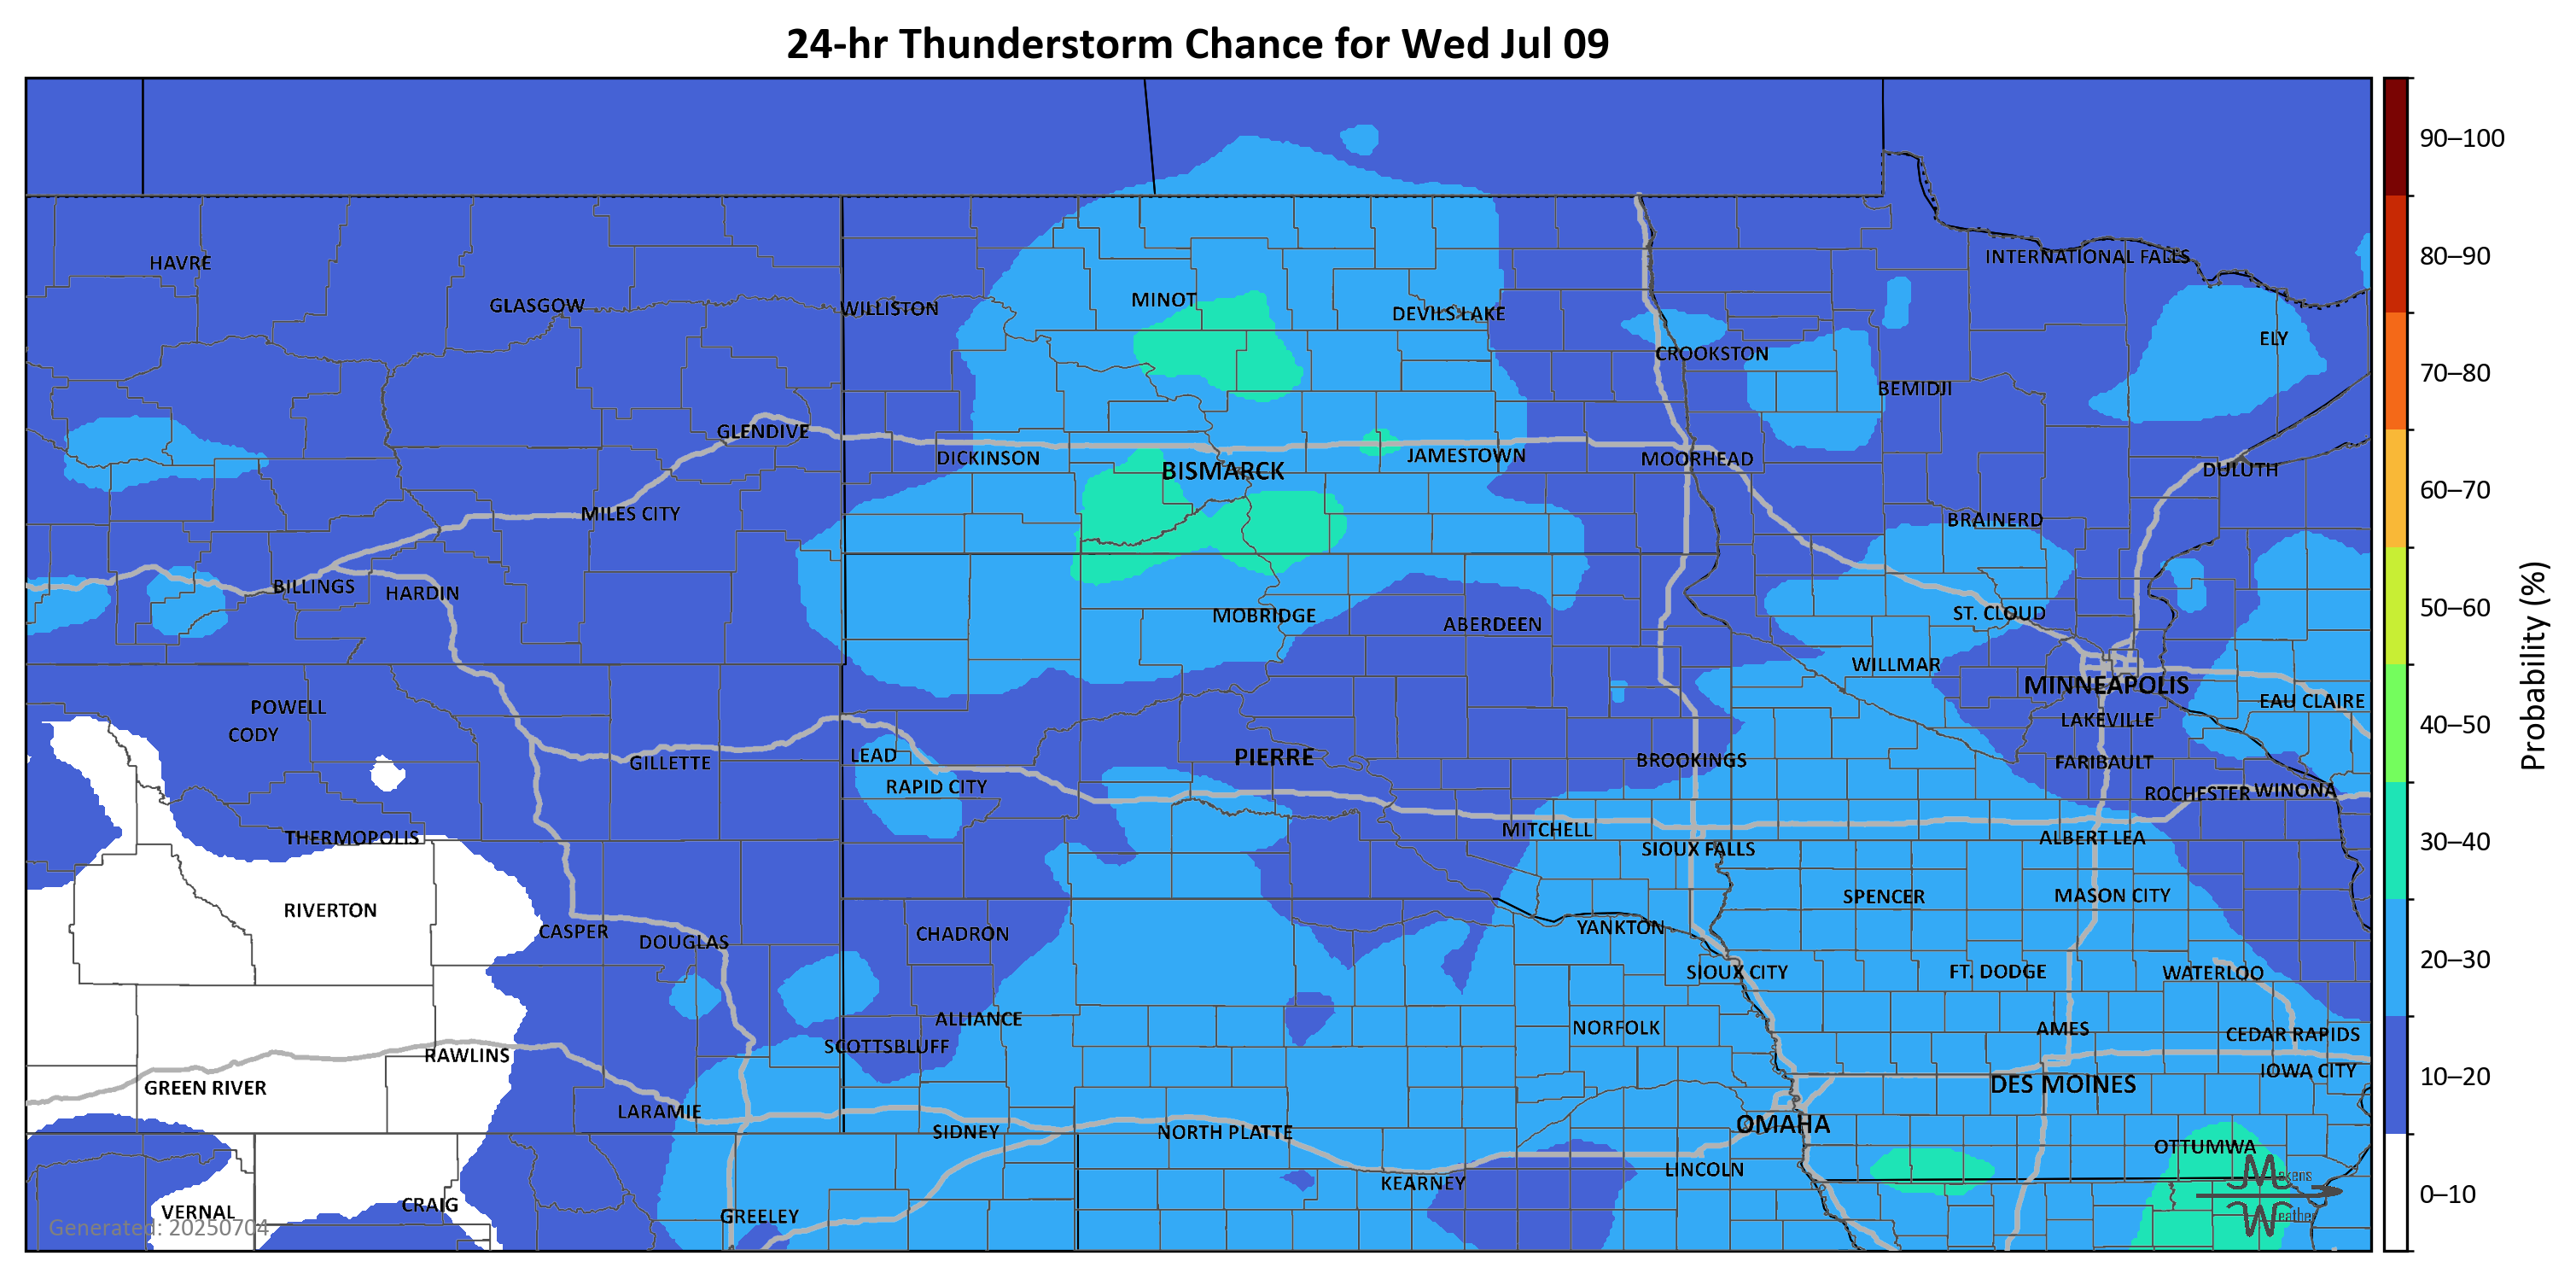 24-hr Thunderstorm Chance for Wed Jul 09
90–100
INTERNATIONAL FALLS
80–90
HAVRE
MINOT
GLASGOW
WILLISTON
DEVILS LAKE
ELY
CROOKSTON
70–80
BEMIDJI
GLENDIVE
DICKINSON
BISMARCK
JAMESTOWN
MOORHEAD
DULUTH
60–70
MILES CITY
BRAINERD
BILLINGS
HARDIN
MOBRIDGE
ABERDEEN
ST. CLOUD
50–60
WILLMAR
MINNEAPOLIS
Probability (%)
POWELL
EAU CLAIRE
CODY
LAKEVILLE
40–50
LEAD
GILLETTE
PIERRE
BROOKINGS
FARIBAULT
RAPID CITY
ROCHESTER
WINONA
THERMOPOLIS
MITCHELL
ALBERT LEA
30–40
SIOUX FALLS
RIVERTON
SPENCER
MASON CITY
CASPER
DOUGLAS
CHADRON
YANKTON
20–30
SIOUX CITY
FT. DODGE
WATERLOO
ALLIANCE
NORFOLK
AMES
CEDAR RAPIDS
SCOTTSBLUFF
RAWLINS
IOWA CITY
GREEN RIVER
DES MOINES
10–20
LARAMIE
OMAHA
SIDNEY
NORTH PLATTE
OTTUMWA
LINCOLN
KEARNEY
Makens
0–10
VERNAL
CRAIG
GREELEY
Weather
Generated: 20250704